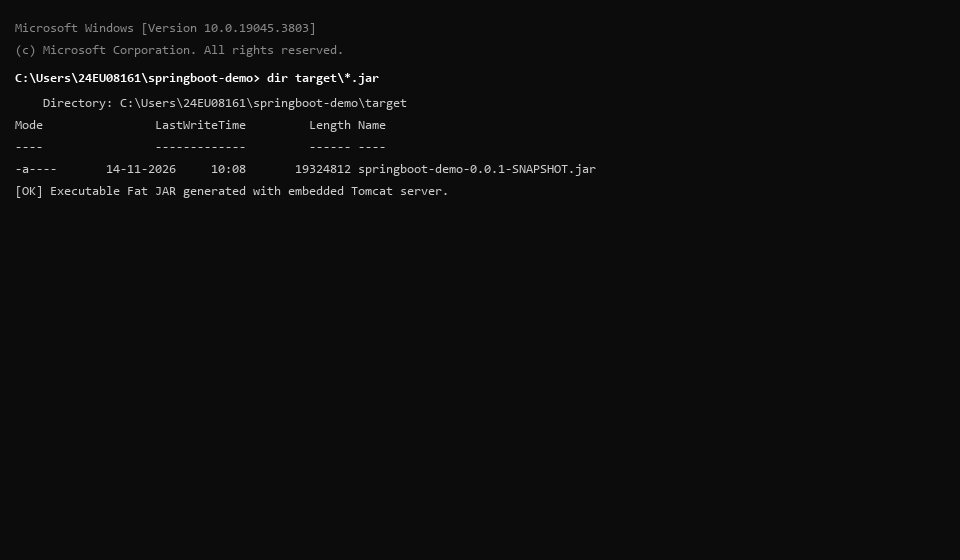 Microsoft Windows [Version 10.0.19045.3803]
(c) Microsoft Corporation. All rights reserved.
C:\Users\24EU08161\springboot-demo> dir target\*.jar
    Directory: C:\Users\24EU08161\springboot-demo\target
Mode                LastWriteTime         Length Name
----                -------------         ------ ----
-a----       14-11-2026     10:08       19324812 springboot-demo-0.0.1-SNAPSHOT.jar
[OK] Executable Fat JAR generated with embedded Tomcat server.